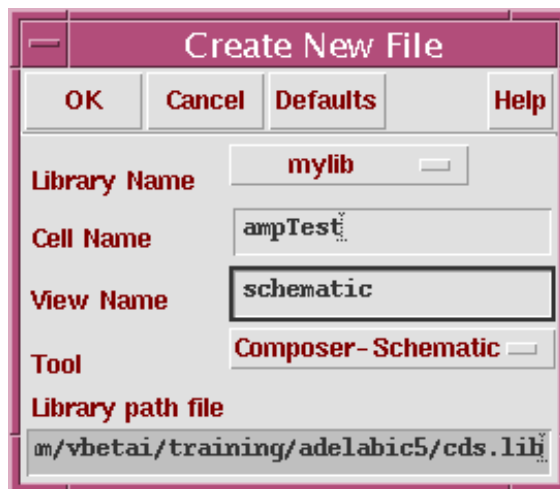 Create New File
OK Cancel Defaults Help
Library Name mylib
Cell Name ampTest
View Name schematic
Tool Composer-Schematic
Library path file
m/vbetai/training/adelabic5/cds.lib